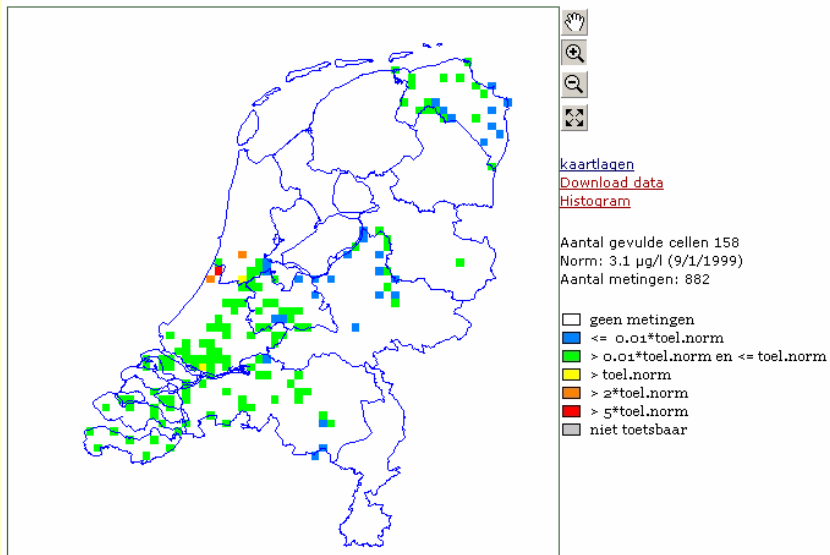 kaartlagen
Download data
Histogram
Aantal gevulde cellen 158
Norm: 3.1 µg/l (9/1/1999)
Aantal metingen: 882
geen metingen
<= 0.01*toel.norm
> 0.01*toel.norm en <= toel.norm
> toel.norm
> 2*toel.norm
> 5*toel.norm
niet toetsbaar